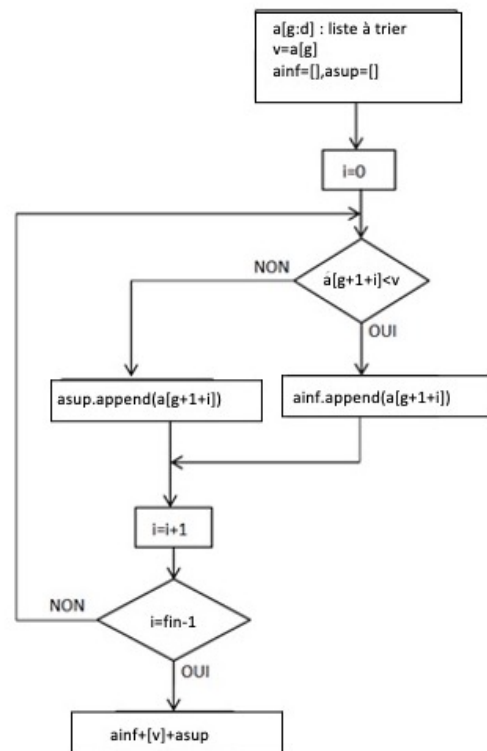 a[g:d] : liste à trier
v=a[g]
ainf=[],asup=[]
i=0
NON
a[g+1+i]<v
OUI
asup.append(a[g+1+i])
ainf.append(a[g+1+i])
i=i+1
NON
i=fin-1
OUI
ainf+[v]+asup